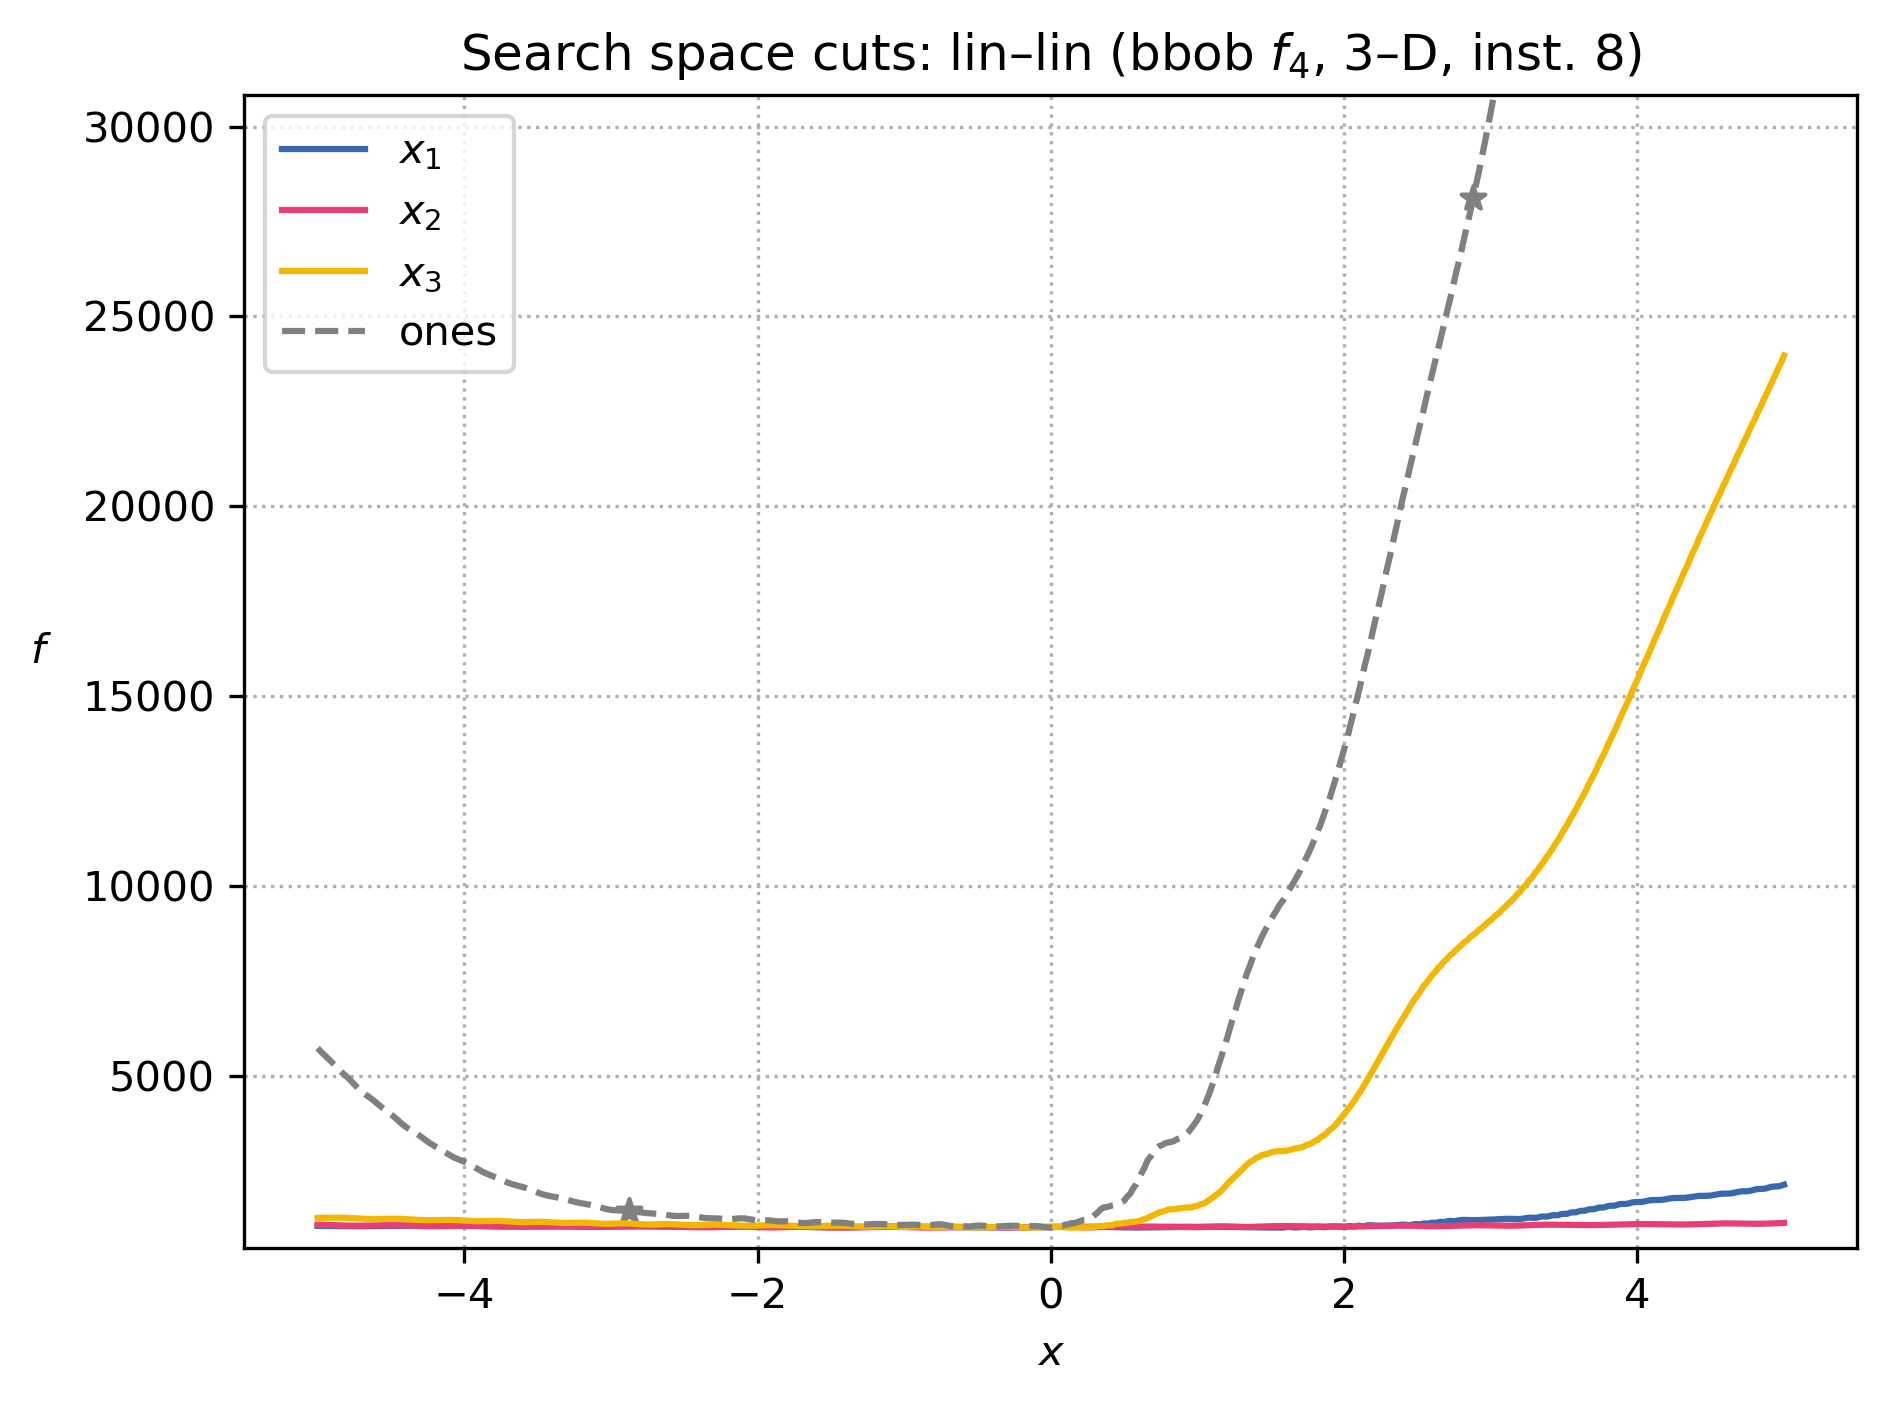 Search space cuts: lin–lin (bbob f₄, 3–D, inst. 8)
30000
25000
20000
15000
10000
5000
f
x₁
x₂
x₃
ones
−4
−2
0
2
4
x